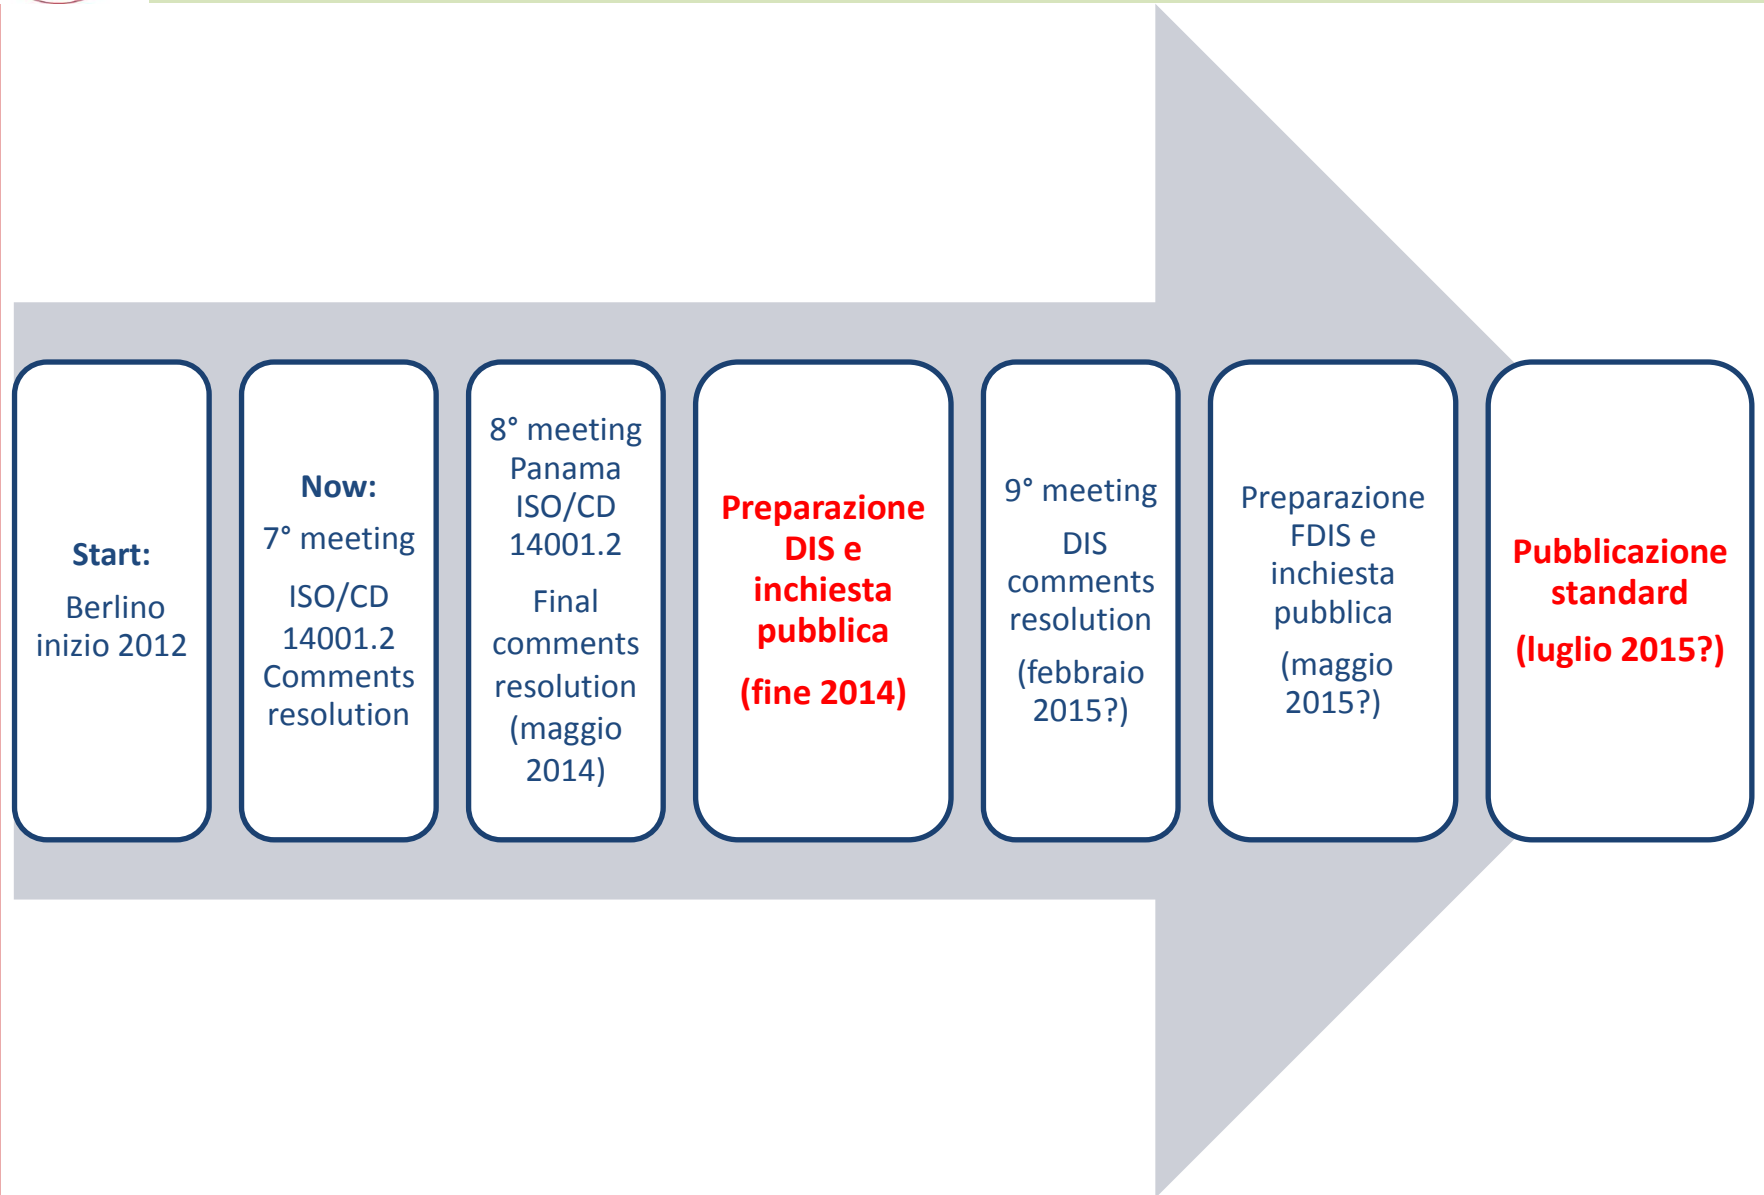 Start:
Berlino
inizio 2012
Now:
7° meeting
ISO/CD
14001.2
Comments
resolution
8° meeting
Panama
ISO/CD
14001.2
Final
comments
resolution
(maggio
2014)
Preparazione
DIS e
inchiesta
pubblica
(fine 2014)
9° meeting
DIS
comments
resolution
(febbraio
2015?)
Preparazione
FDIS e
inchiesta
pubblica
(maggio
2015?)
Pubblicazione
standard
(luglio 2015?)